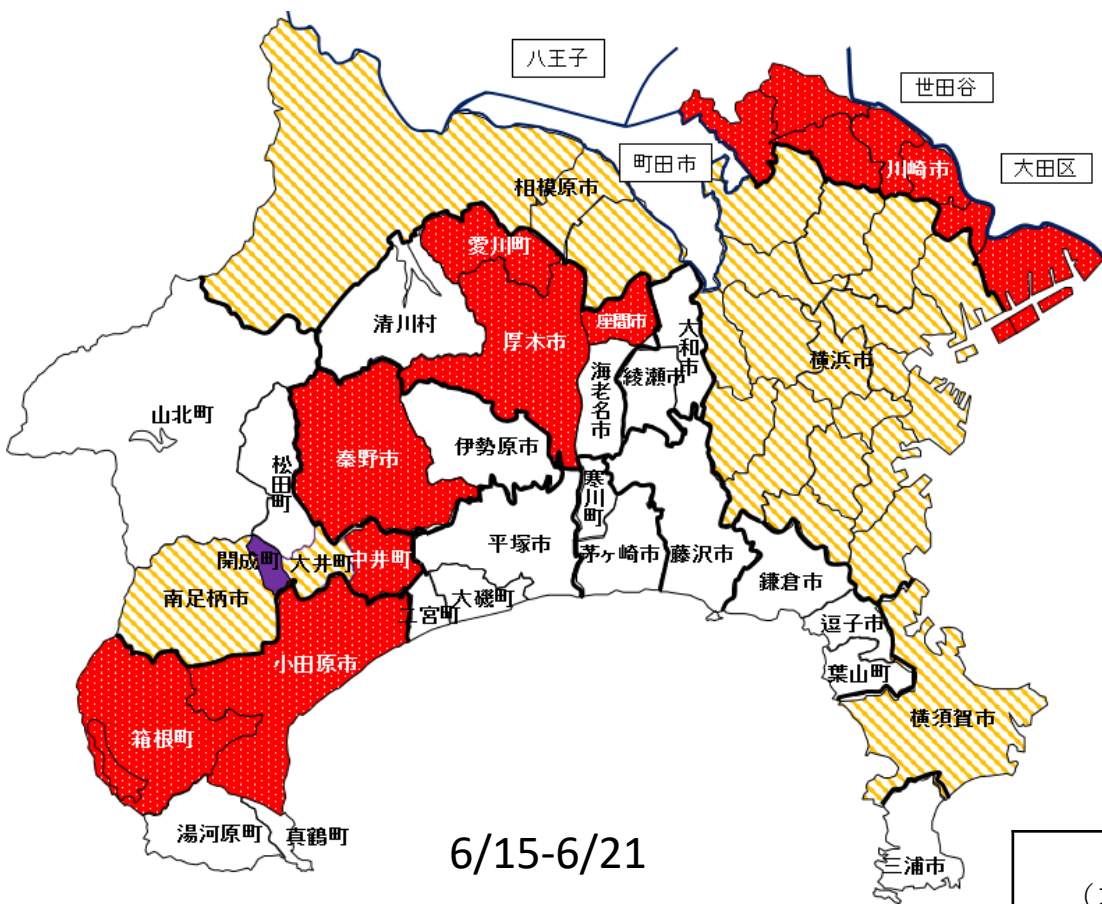 八王子
世田谷
町田市
川崎市
大田区
相模原市
愛川町
清川村
厚木市
座間市
大和市
海老名市
綾瀬市
横浜市
山北町
秦野市
伊勢原市
松田町
寒川町
平塚市
茅ヶ崎市
藤沢市
開成町
大井町
中井町
南足柄市
鎌倉市
大磯町
二宮町
逗子市
小田原市
葉山町
横須賀市
箱根町
湯河原町
真鶴町
6/15-6/21
三浦市